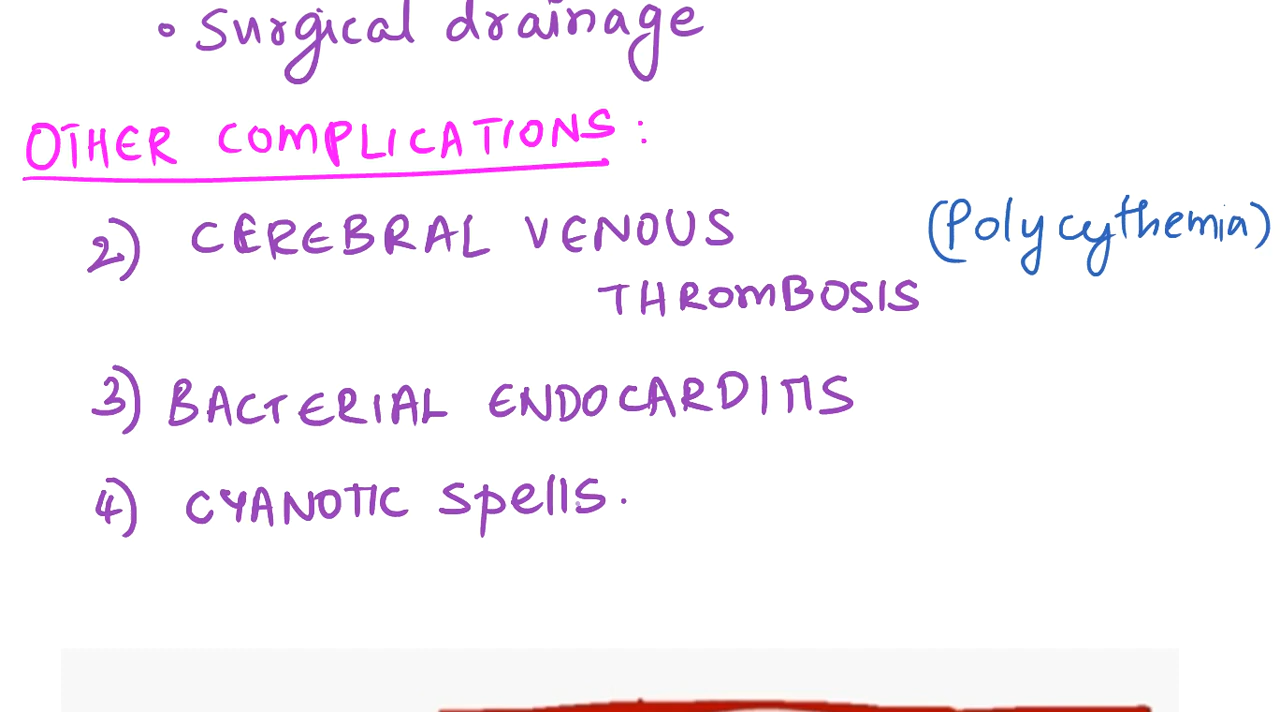 • Surgical drainage
OTHER COMPLICATIONS :
2) CEREBRAL VENOUS (Polycythemia)
THROMBOSIS
3) BACTERIAL ENDOCARDITIS
4) CYANOTIC Spells.